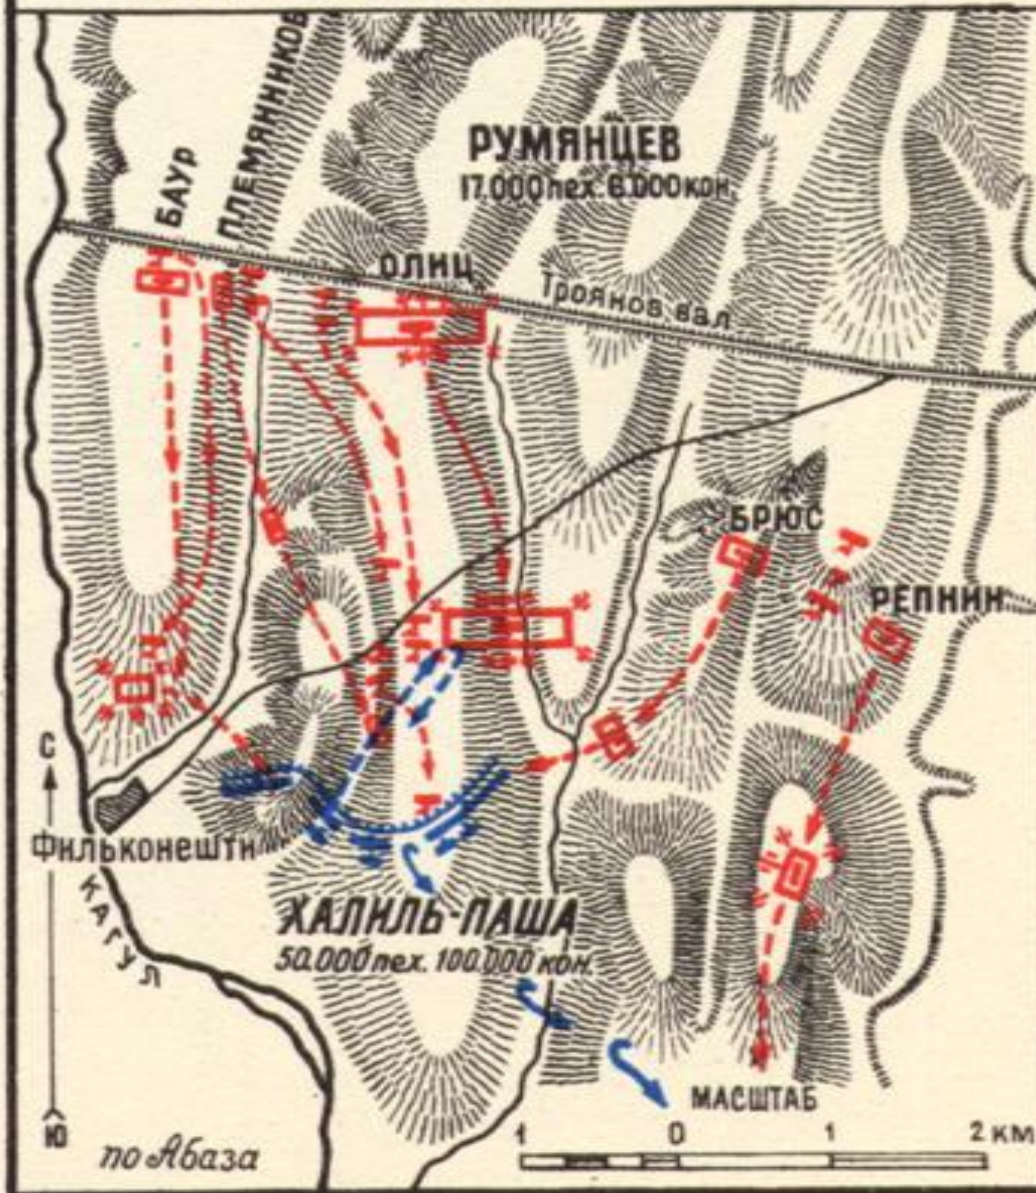 БАУР
ПЛЕМЯННИКОВ
РУМЯНЦЕВ
17.000 пех. 6.000 кон.
ОЛИЦ
Троянов вал
БРЮС
РЕПНИН
С
Фильконешти
КАГУЛ
ХАЛИЛЬ-ПАША
50.000 пех. 100.000 кон.
Ю
по Абаза
МАСШТАБ
1 0 1 2 км